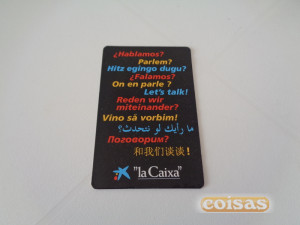 ¿Hablamos?
Parlem?
Hitz egingo dugu?
¿Falamos?
On en parle ?
Let's talk!
Reden wir
miteinander?
Vino să vorbim!
ما رأيك لو نتحدث؟
Поговорим?
和我们谈谈！
"la Caixa"
coisas